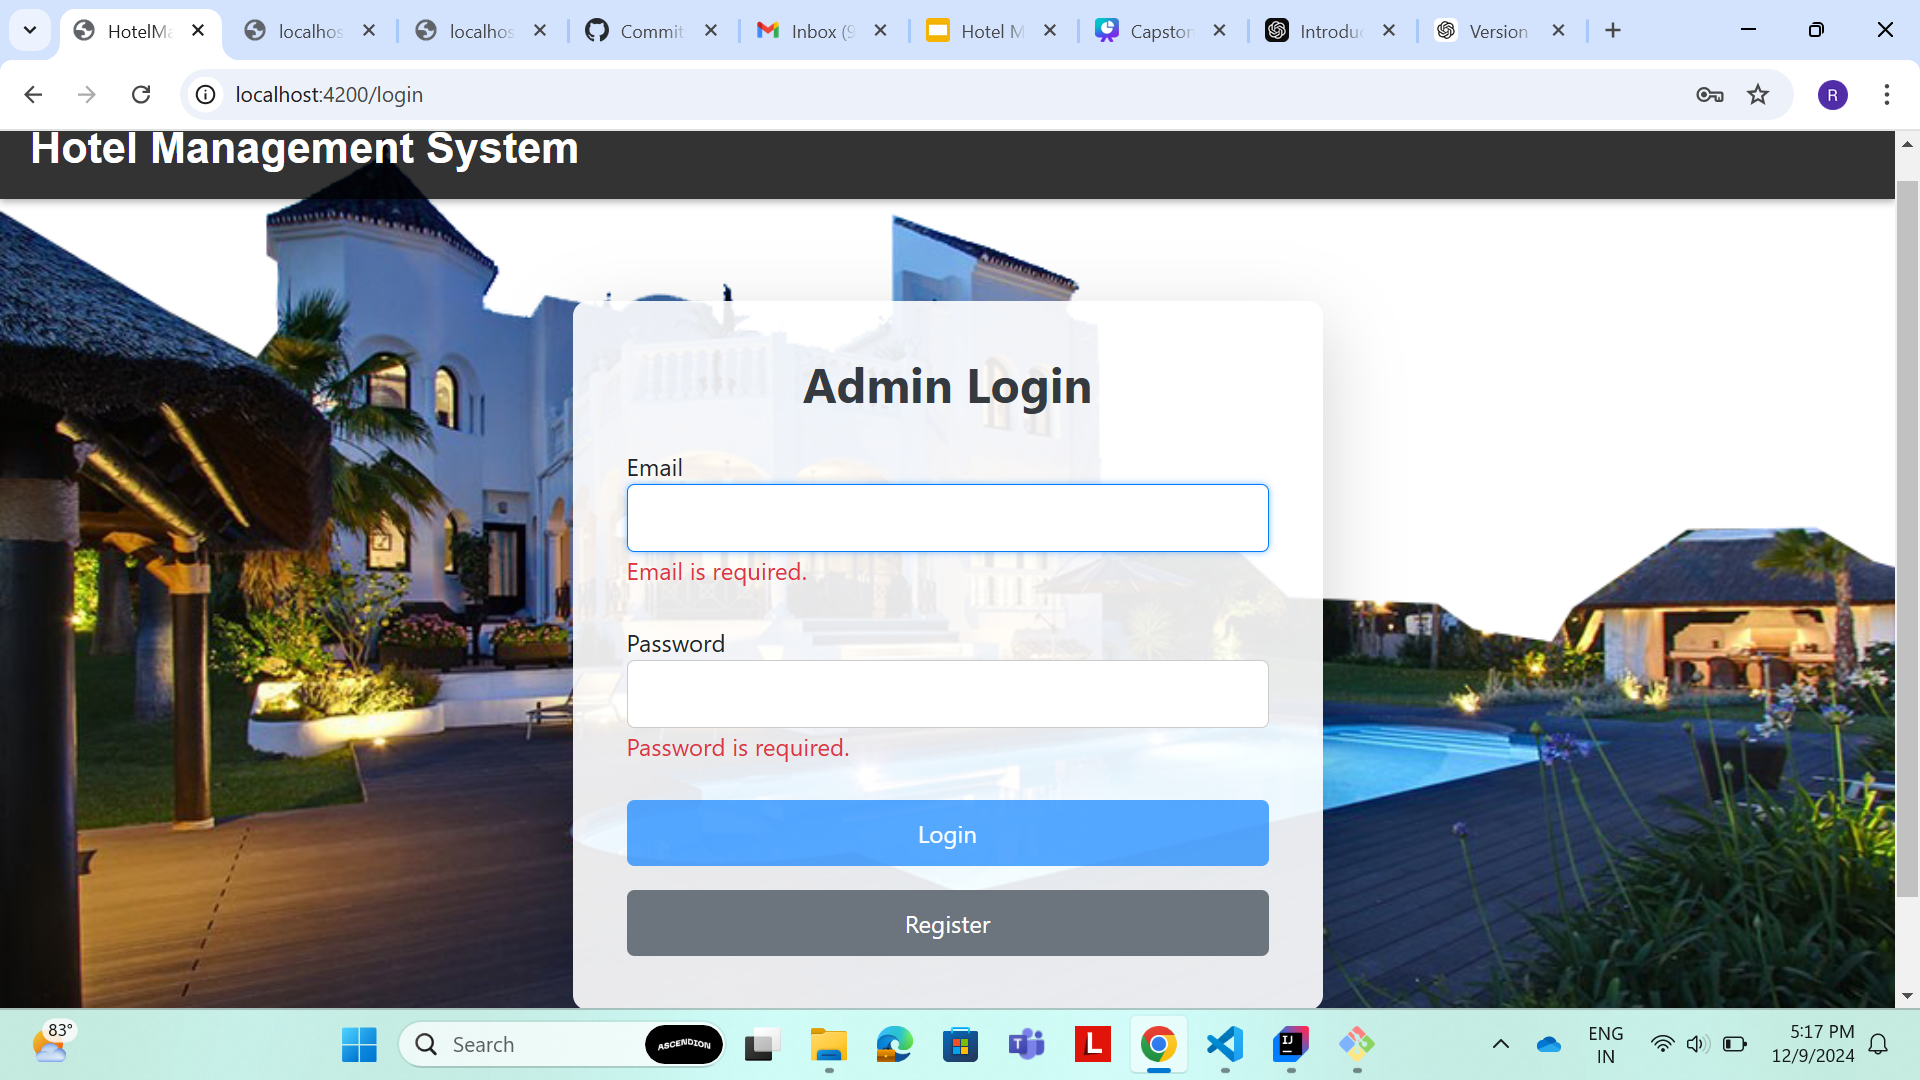 HotelMa
localhos
localhos
Commit
Inbox (9
Hotel M
Capston
Introduc
Version
localhost:4200/login
R
Hotel Management System
Admin Login
Email
Email is required.
Password
Password is required.
Login
Register
83°
Search
ASCENDION
L
IJ
ENG
IN
5:17 PM
12/9/2024